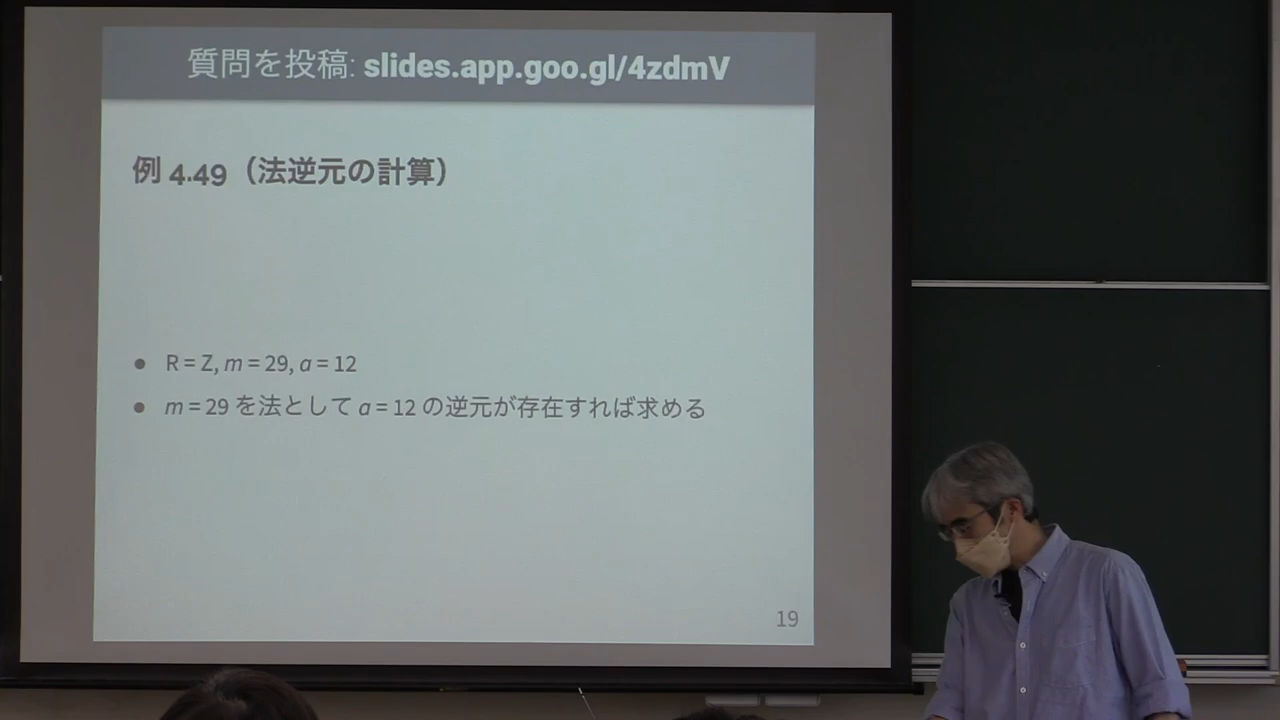 質問を投稿: slides.app.goo.gl/4zdmV
例 4.49（法逆元の計算）
● R = Z, m = 29, a = 12
● m = 29 を法として a = 12 の逆元が存在すれば求める
19